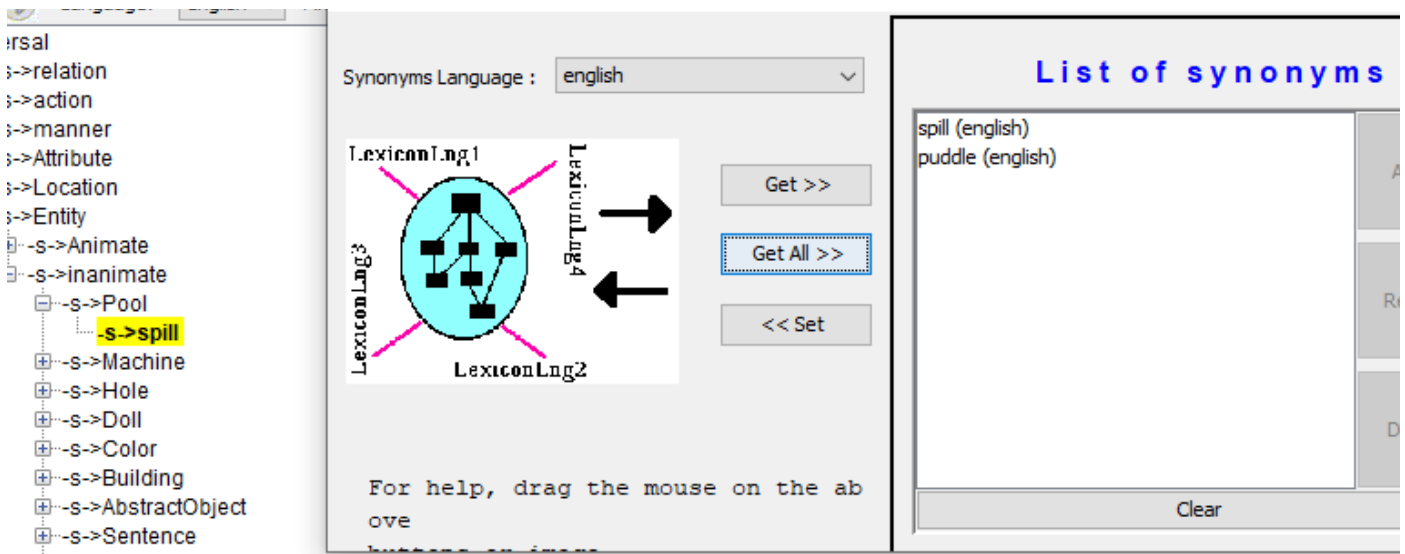 ersal
s->relation
s->action
s->manner
s->Attribute
s->Location
s->Entity
-s->Animate
-s->inanimate
-s->Pool
-s->spill
-s->Machine
-s->Hole
-s->Doll
-s->Color
-s->Building
-s->AbstractObject
-s->Sentence
Synonyms Language : english
LexiconLng1
LexiconLng4
LexiconLng3
LexiconLng2
Get >>
Get All >>
<< Set
For help, drag the mouse on the ab
ove
List of synonyms
spill (english)
puddle (english)
Clear